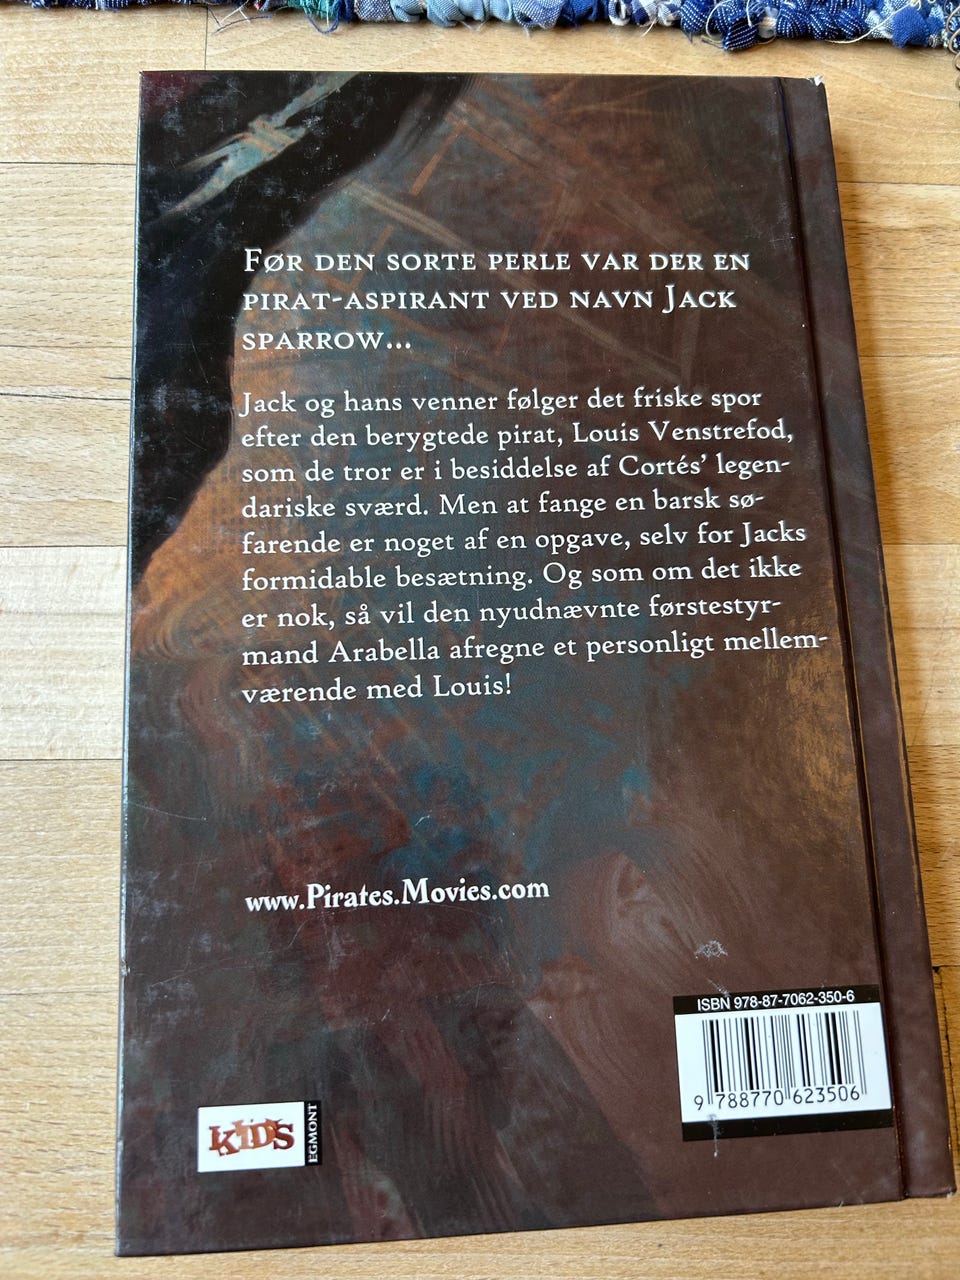 Før den sorte perle var der en
pirat-aspirant ved navn Jack
sparrow...
Jack og hans venner følger det friske spor
efter den berygtede pirat, Louis Venstrefod,
som de tror er i besiddelse af Cortés' legen-
dariske sværd. Men at fange en barsk sø-
farende er noget af en opgave, selv for Jacks
formidable besætning. Og som om det ikke
er nok, så vil den nyudnævnte førstestyr-
mand Arabella afregne et personligt mellem-
værende med Louis!
www.Pirates.Movies.com
ISBN 978-87-7062-350-6
9 788770 623506
KIDS
EGMONT